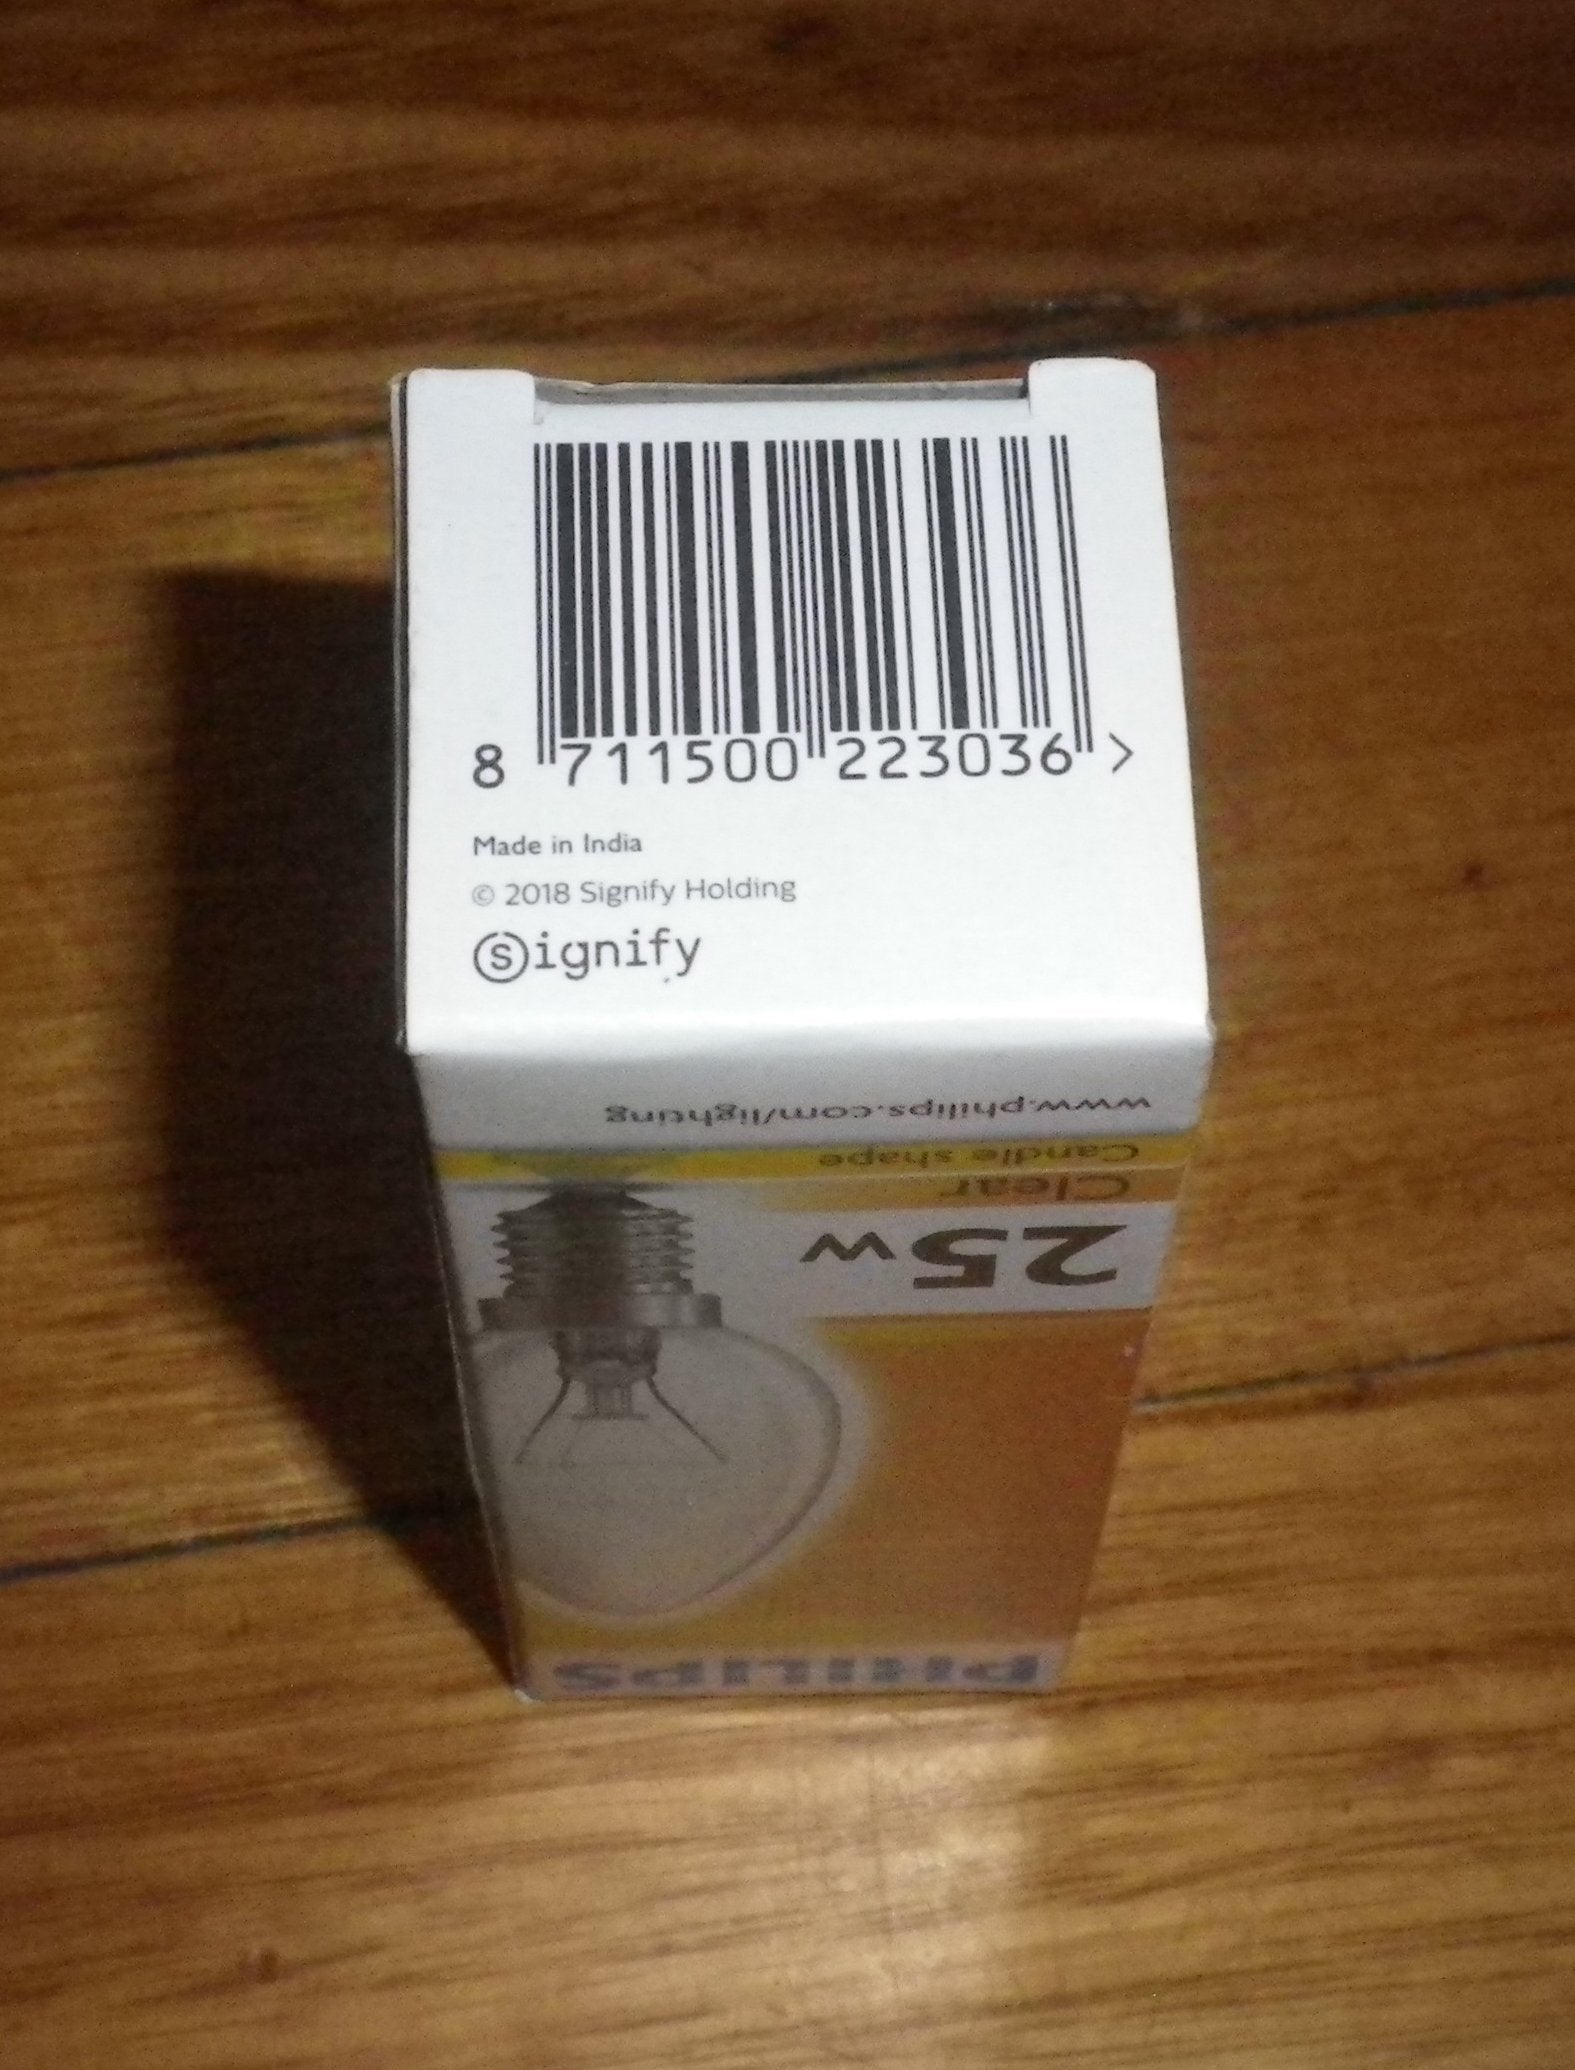 8 711500 223036 >
Made in India
© 2018 Signify Holding
Signify
www.philips.com/lighting
Candle shape
Clear
25W
PHILIPS